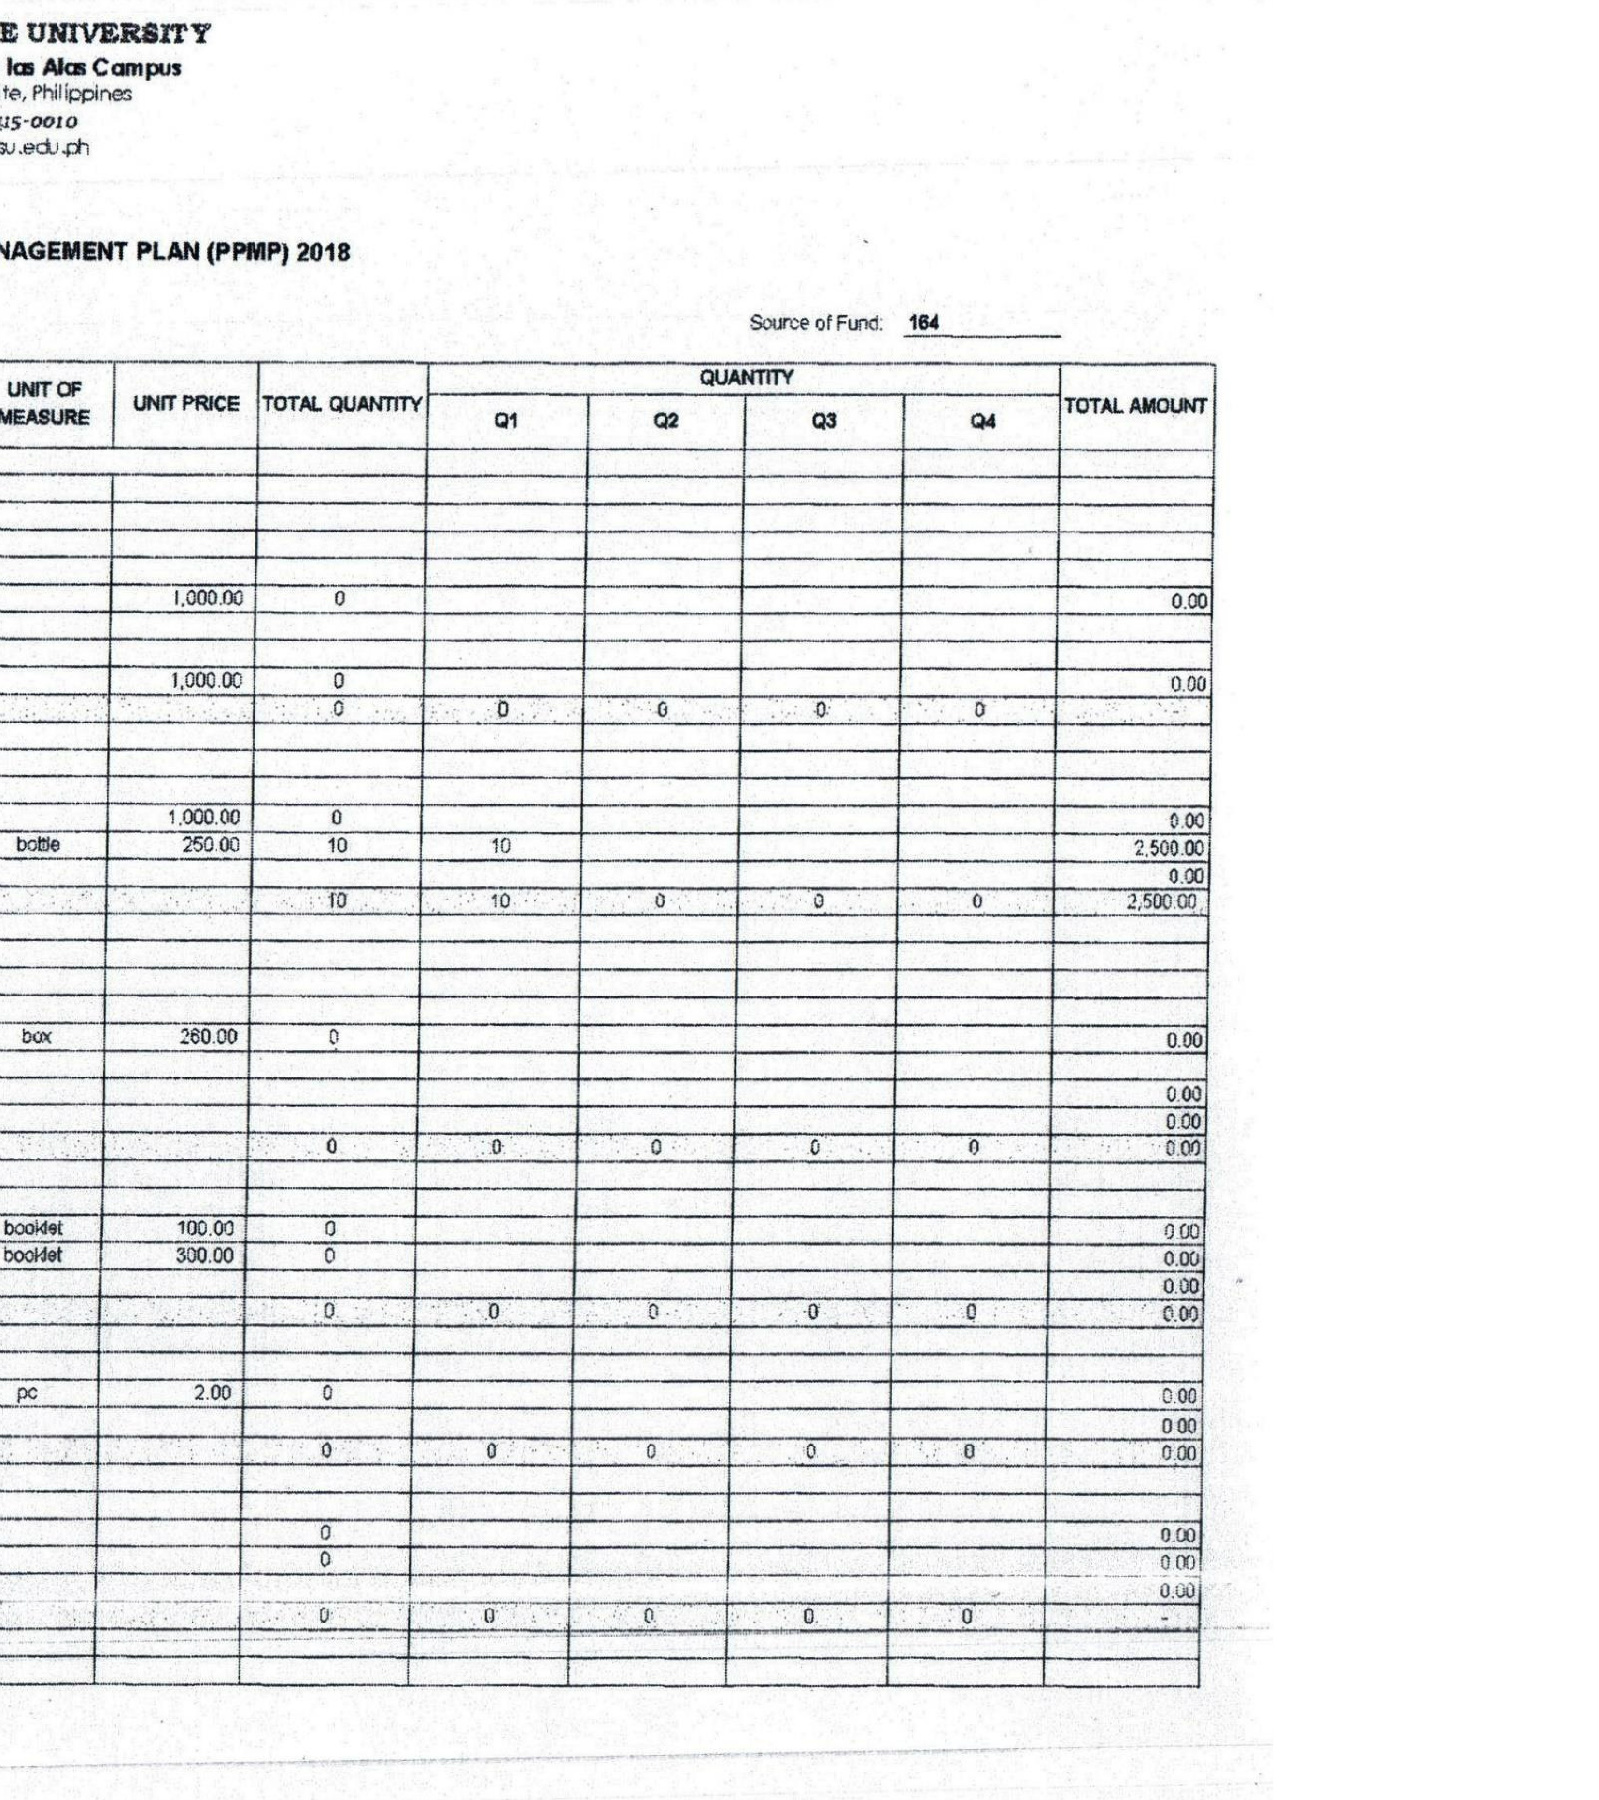 E UNIVERSITY
las Alas Campus
te, Philippines
415-0010
su.edu.ph
NAGEMENT PLAN (PPMP) 2018
Source of Fund: 164
UNIT OF MEASURE UNIT PRICE TOTAL QUANTITY QUANTITY TOTAL AMOUNT
Q1 Q2 Q3 Q4
1,000.00 0 0.00
1,000.00 0 0.00
0 0 0 0 0 -
1,000.00 0 0.00
bottle 250.00 10 10 2,500.00
0.00
10 10 0 0 0 2,500.00
box 260.00 0 0.00
0.00
0.00
0 0 0 0 0 0.00
booklet 100.00 0 0.00
booklet 300.00 0 0.00
0.00
0 0 0 0 0 0.00
pc 2.00 0 0.00
0.00
0 0 0 0 0 0.00
0 0.00
0 0.00
0.00
0 0 0 0 0 -